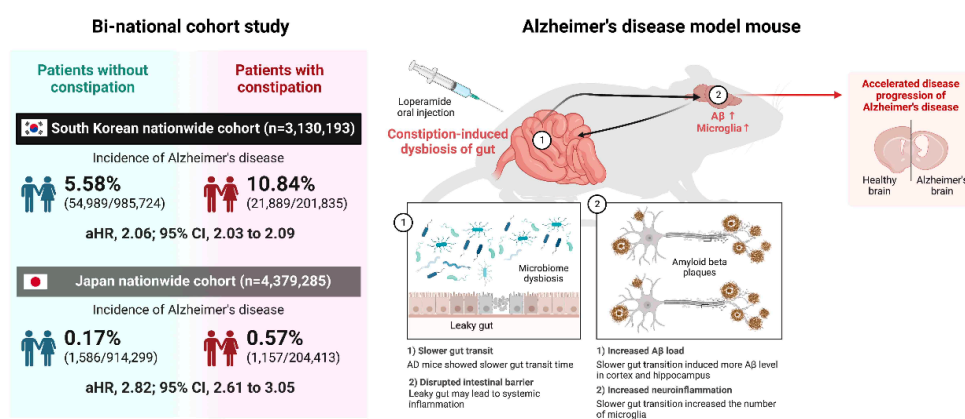 Bi-national cohort study
Patients without
constipation
Patients with
constipation
South Korean nationwide cohort (n=3,130,193)
Incidence of Alzheimer's disease
5.58%
(54,989/985,724)
10.84%
(21,889/201,835)
aHR, 2.06; 95% CI, 2.03 to 2.09
Japan nationwide cohort (n=4,379,285)
Incidence of Alzheimer's disease
0.17%
(1,586/914,299)
0.57%
(1,157/204,413)
aHR, 2.82; 95% CI, 2.61 to 3.05
Alzheimer's disease model mouse
Loperamide
oral injection
Constiption-induced
dysbiosis of gut
1
2
Aβ ↑
Microglia ↑
Accelerated disease
progression of
Alzheimer's disease
Healthy
brain
Alzheimer's
brain
1
Microbiome
dysbiosis
Leaky gut
1) Slower gut transit
AD mice showed slower gut transit time
2) Disrupted intestinal barrier
Leaky gut may lead to systemic
inflammation
2
Amyloid beta
plaques
1) Increased Aβ load
Slower gut transition induced more Aβ level
in cortex and hippocampus
2) Increased neuroinflammation
Slower gut transition increased the number
of microglia